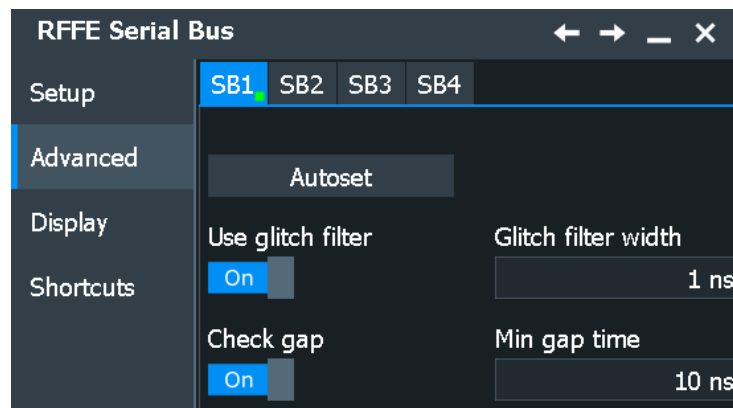 RFFE Serial Bus
Setup
Advanced
Display
Shortcuts
SB1 SB2 SB3 SB4
Autoset
Use glitch filter Glitch filter width
On 1 ns
Check gap Min gap time
On 10 ns